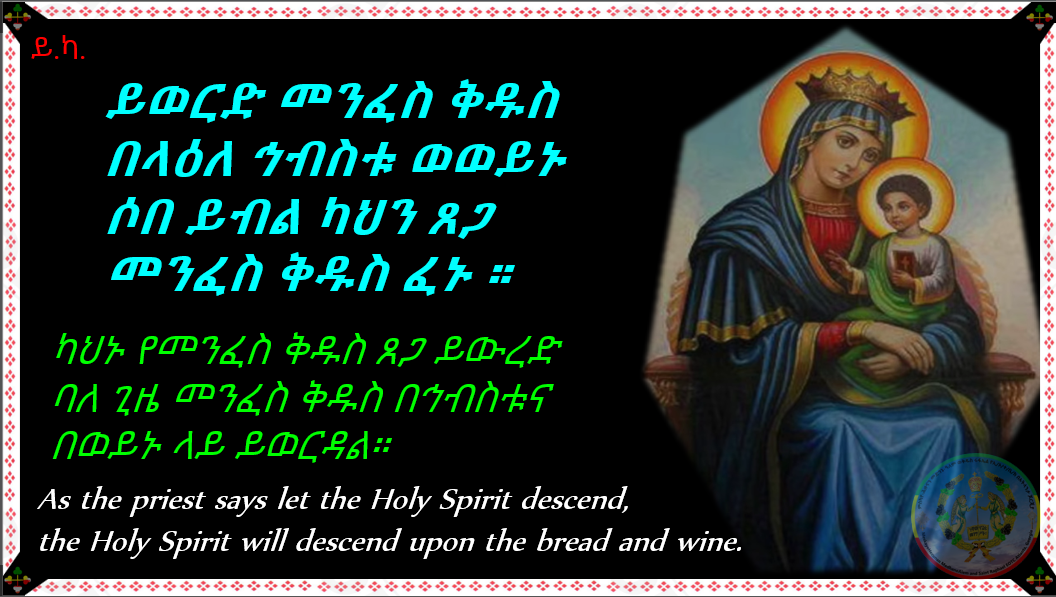 ይ.ካ.
ይወርድ መንፈስ ቅዱስ
በላዕለ ኅብስቱ ወወይኑ
ሶበ ይብል ካህን ጸጋ
መንፈስ ቅዱስ ፈኑ ።
ካህኑ የመንፈስ ቅዱስ ጸጋ ይውረድ
ባለ ጊዜ መንፈስ ቅዱስ በኅብስቱና
በወይኑ ላይ ይወርዳል።
As the priest says let the Holy Spirit descend,
the Holy Spirit will descend upon the bread and wine.